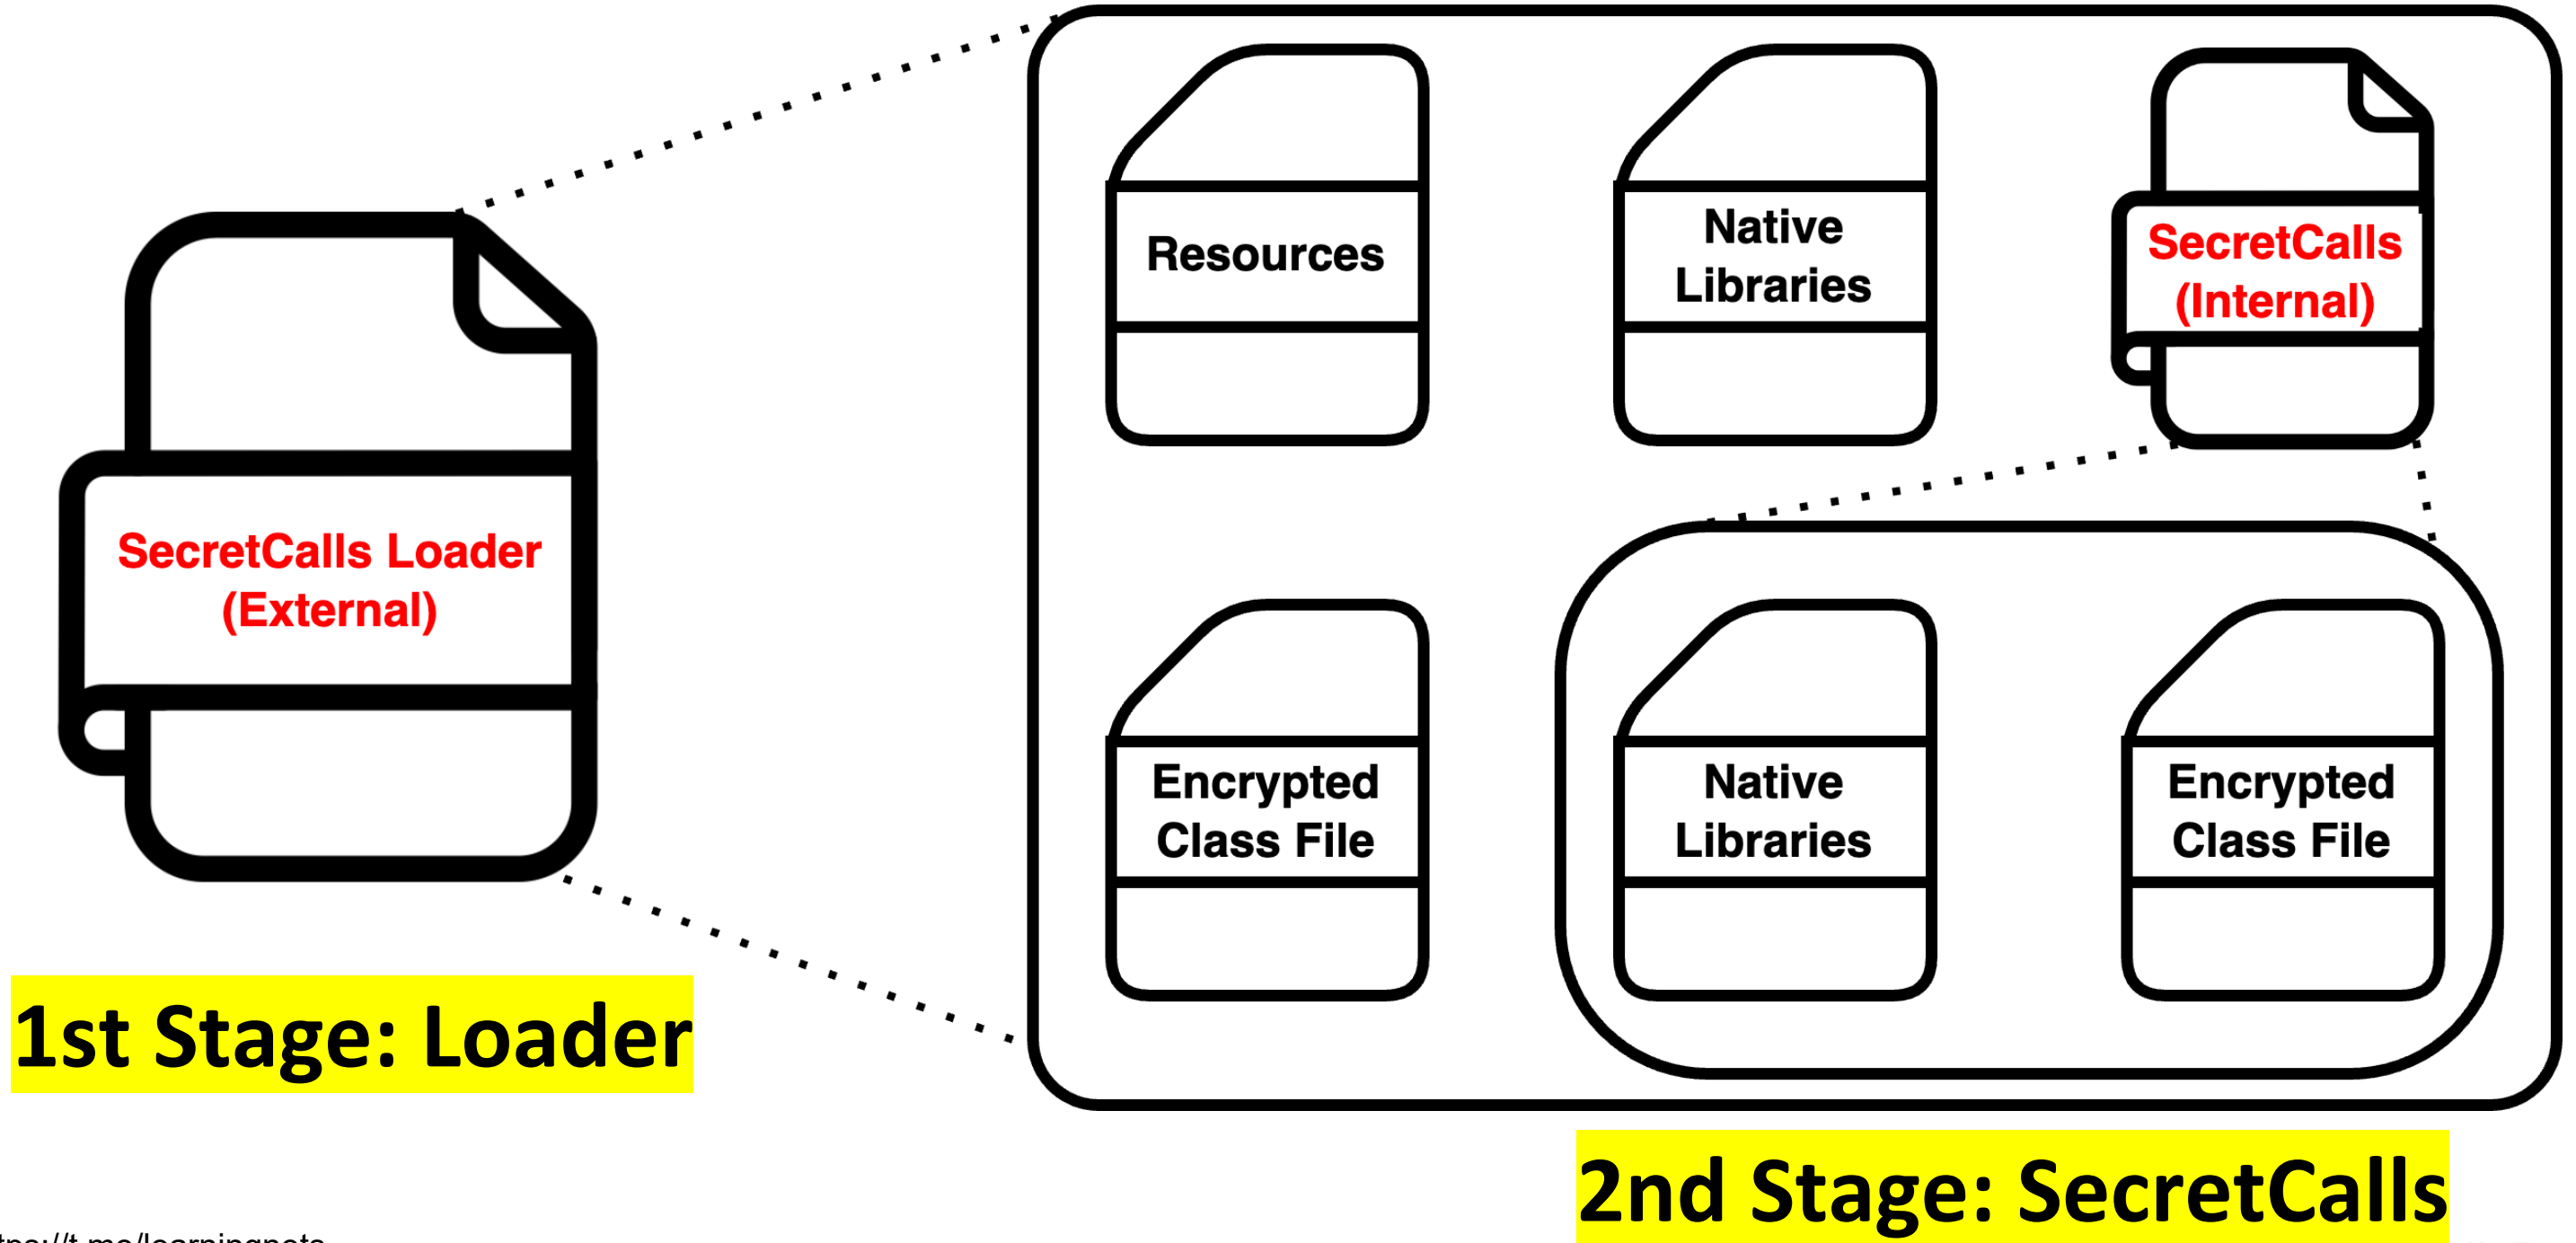 Resources
Native
Libraries
SecretCalls
(Internal)
SecretCalls Loader
(External)
Encrypted
Class File
Native
Libraries
Encrypted
Class File
1st Stage: Loader
2nd Stage: SecretCalls